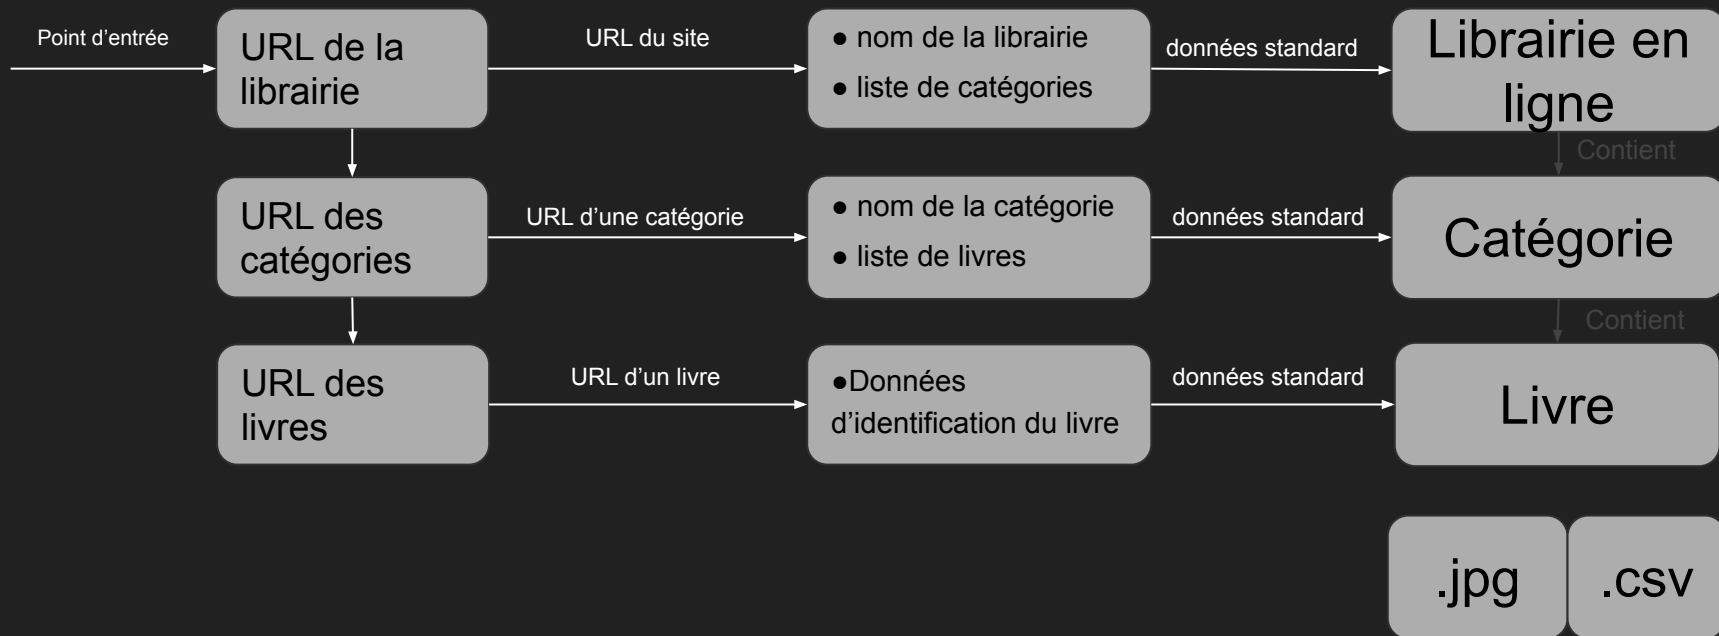 Point d'entrée
URL de la
librairie
URL du site
● nom de la librairie
● liste de catégories
données standard
Librairie en
ligne
Contient
URL des
catégories
URL d'une catégorie
● nom de la catégorie
● liste de livres
données standard
Catégorie
Contient
URL des
livres
URL d'un livre
●Données
d'identification du livre
données standard
Livre
.jpg
.csv